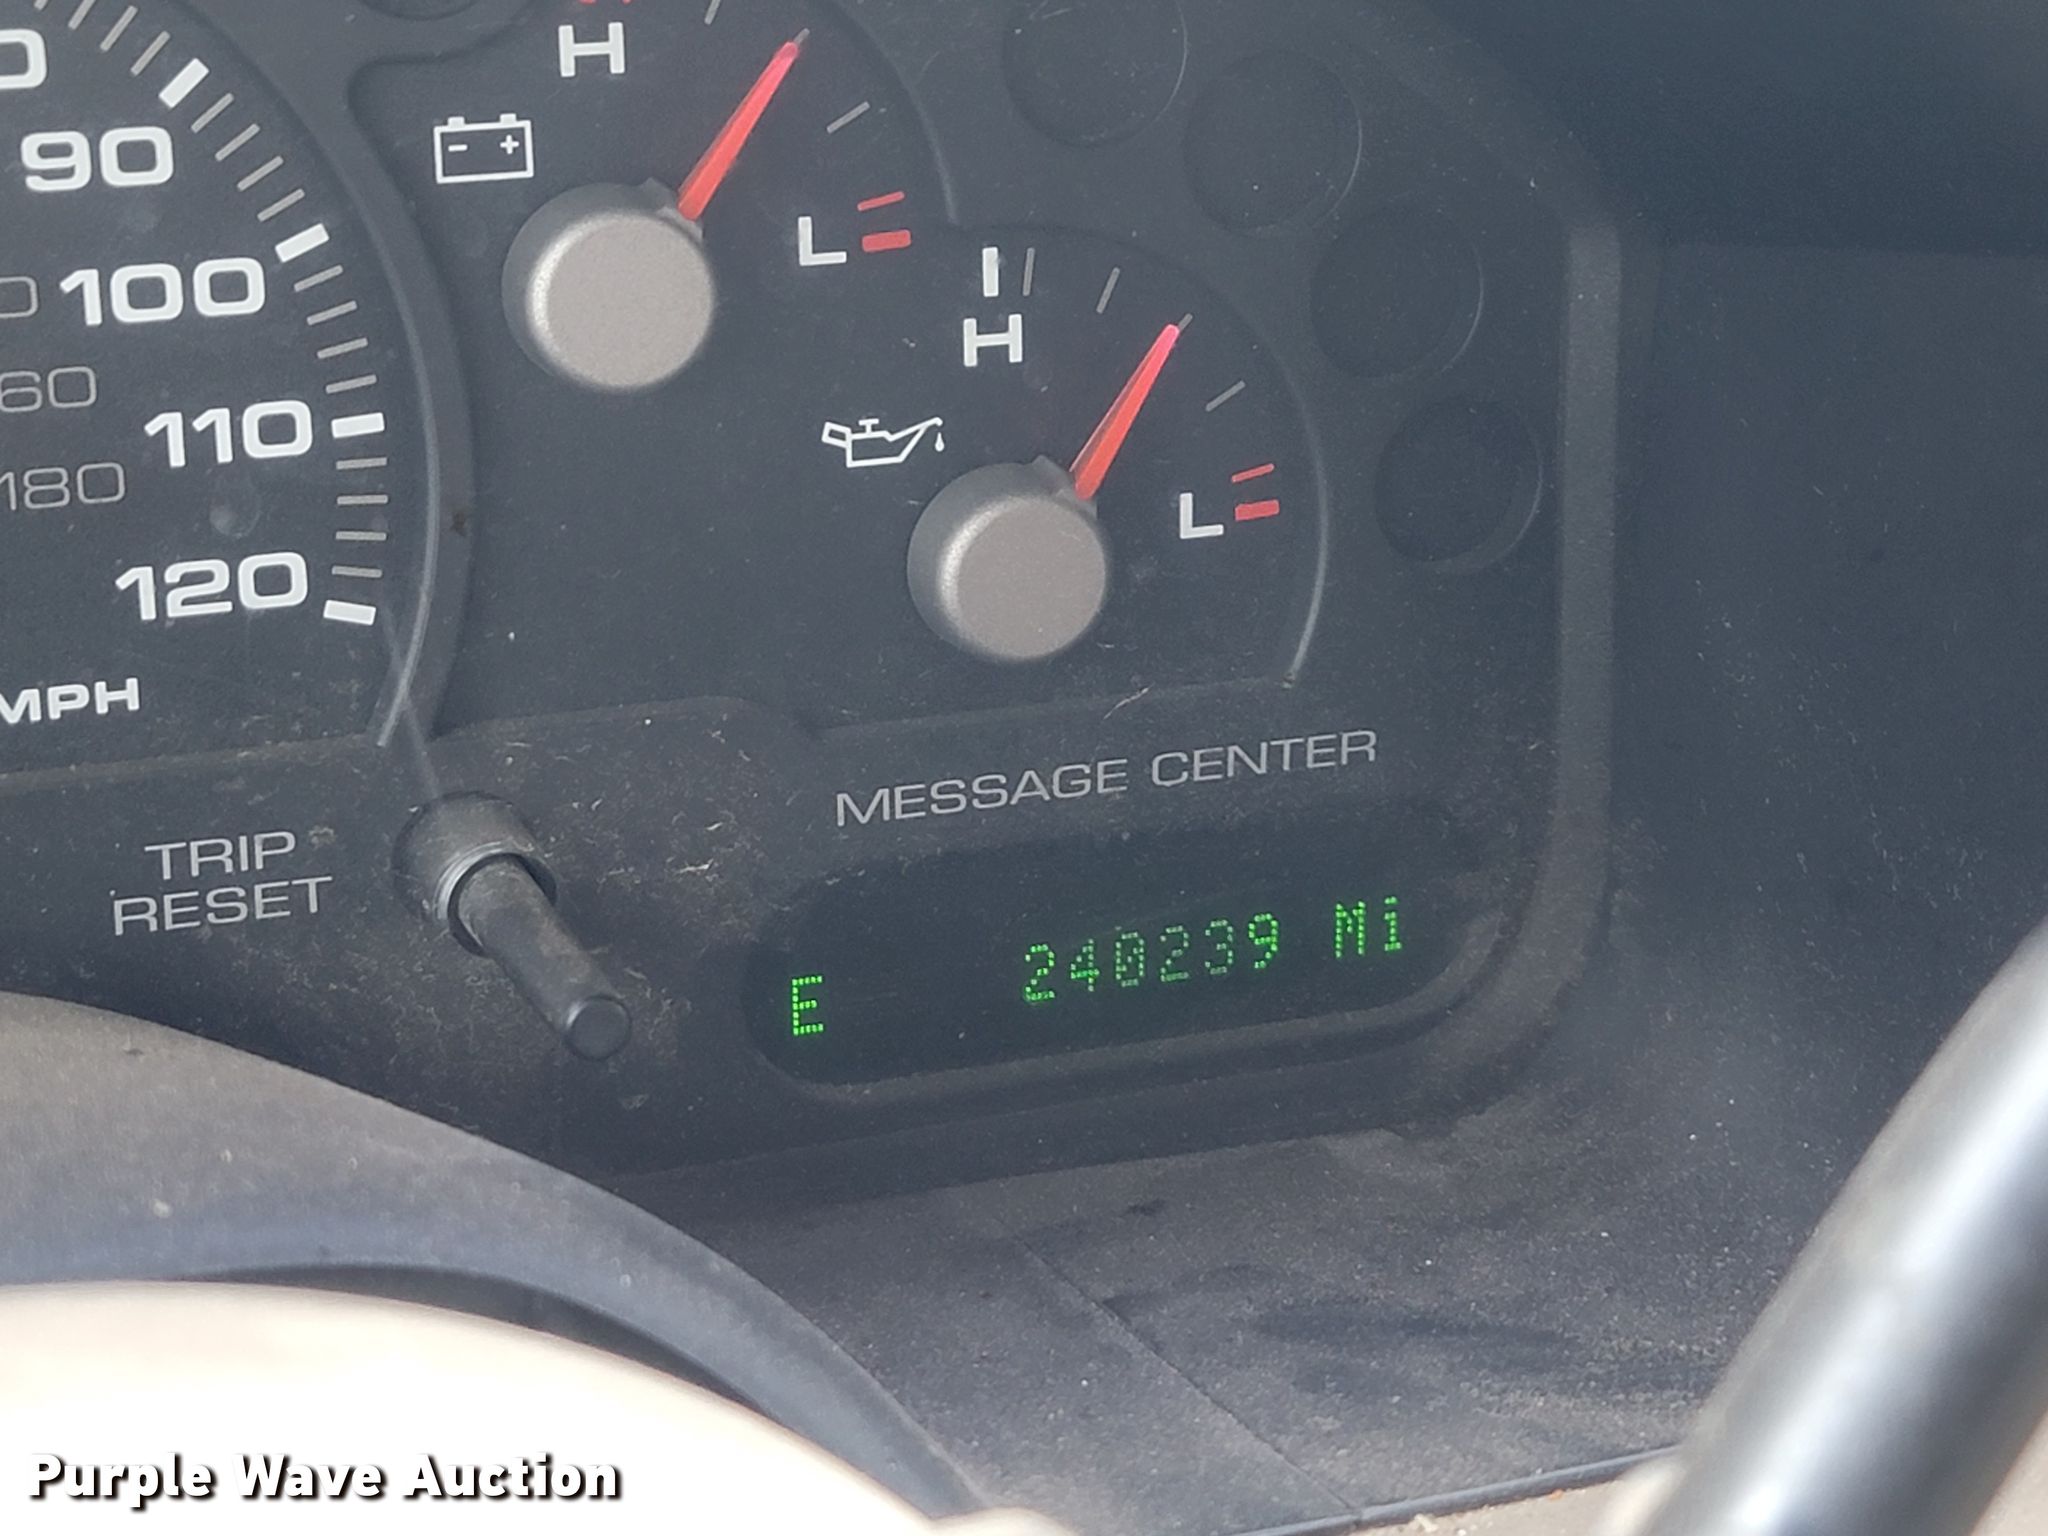 H
90
100
60
110
180
120
MPH
- +
L
H
L
MESSAGE CENTER
TRIP
RESET
E 240239 Mi
Purple Wave Auction